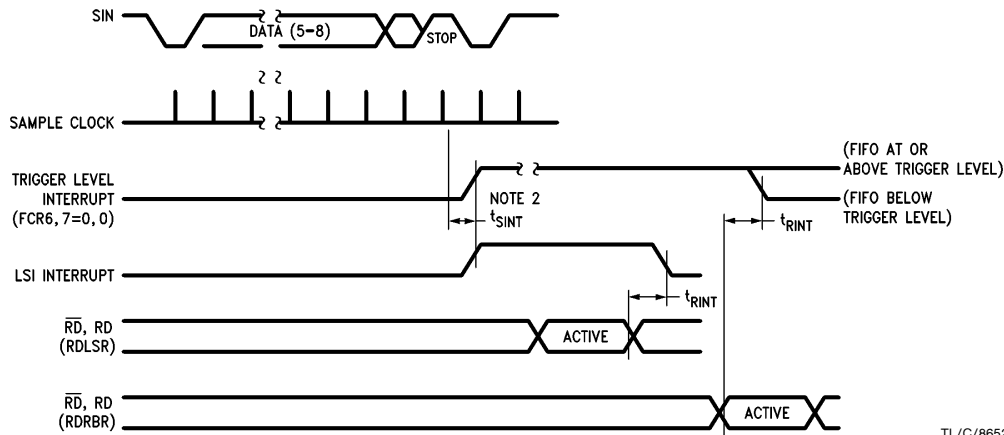 SIN
DATA (5-8)
STOP
SAMPLE CLOCK
TRIGGER LEVEL
INTERRUPT
(FCR6, 7=0, 0)
NOTE 2
tSINT
(FIFO AT OR
ABOVE TRIGGER LEVEL)
(FIFO BELOW
TRIGGER LEVEL)
tRINT
LSI INTERRUPT
tRINT
RD, RD
(RDLSR)
ACTIVE
RD, RD
(RDRBR)
ACTIVE